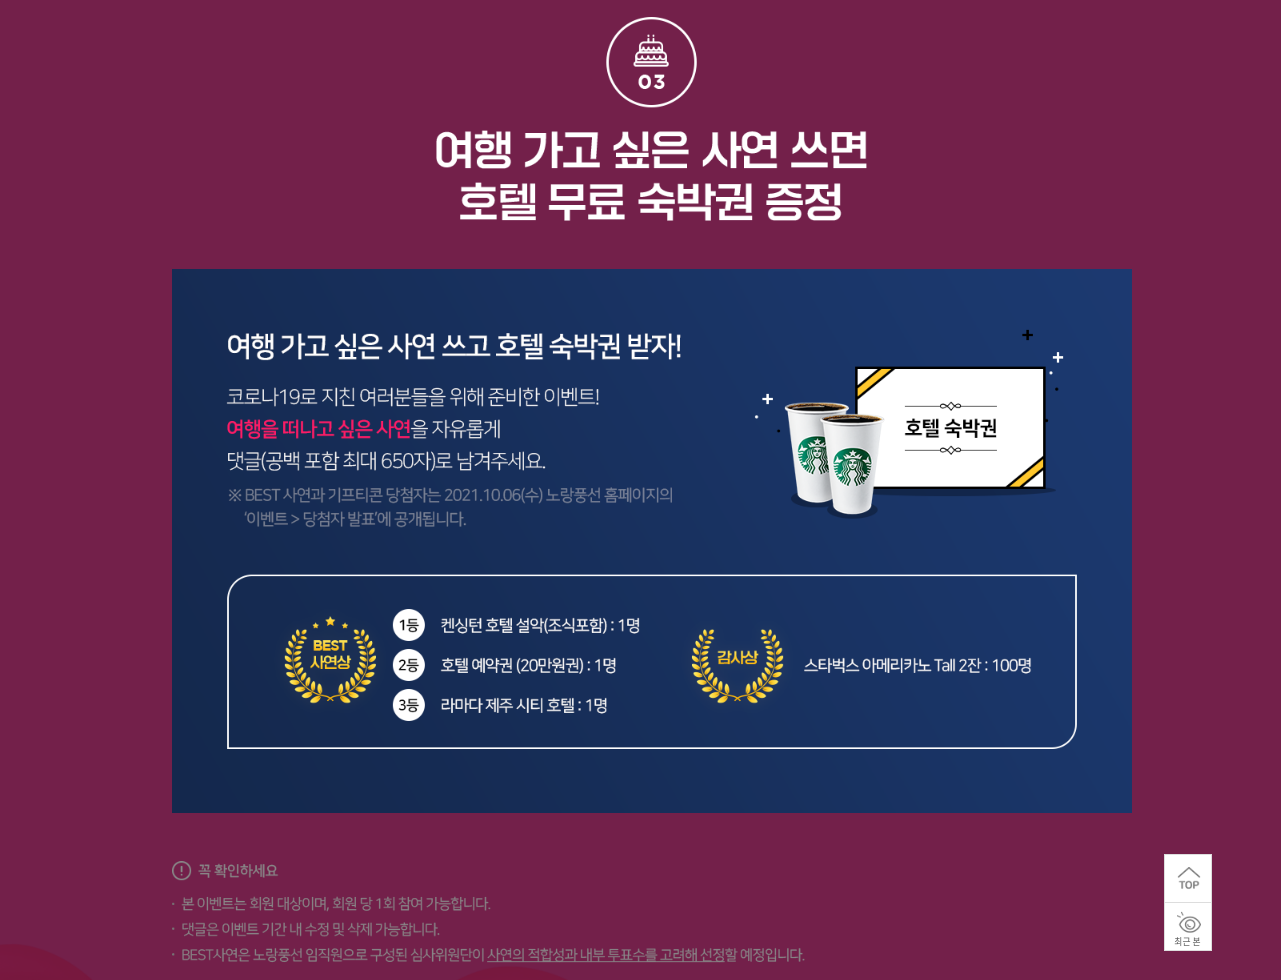 03
여행 가고 싶은 사연 쓰면
호텔 무료 숙박권 증정
여행 가고 싶은 사연 쓰고 호텔 숙박권 받자!
코로나19로 지친 여러분들을 위해 준비한 이벤트!
여행을 떠나고 싶은 사연을 자유롭게
댓글(공백 포함 최대 650자)로 남겨주세요.
※ BEST 사연과 기프티콘 당첨자는 2021.10.06(수) 노랑풍선 홈페이지의
‘이벤트 > 당첨자 발표’에 공개됩니다.
호텔 숙박권
BEST
사연상
1등 켄싱턴 호텔 설악(조식포함) : 1명
2등 호텔 예약권 (20만원권) : 1명
3등 라마다 제주 시티 호텔 : 1명
감사상
스타벅스 아메리카노 Tall 2잔 : 100명
꼭 확인하세요
· 본 이벤트는 회원 대상이며, 회원 당 1회 참여 가능합니다.
· 댓글은 이벤트 기간 내 수정 및 삭제 가능합니다.
· BEST사연은 노랑풍선 임직원으로 구성된 심사위원단이 사연의 적합성과 내부 투표수를 고려해 선정할 예정입니다.
TOP
최근 본